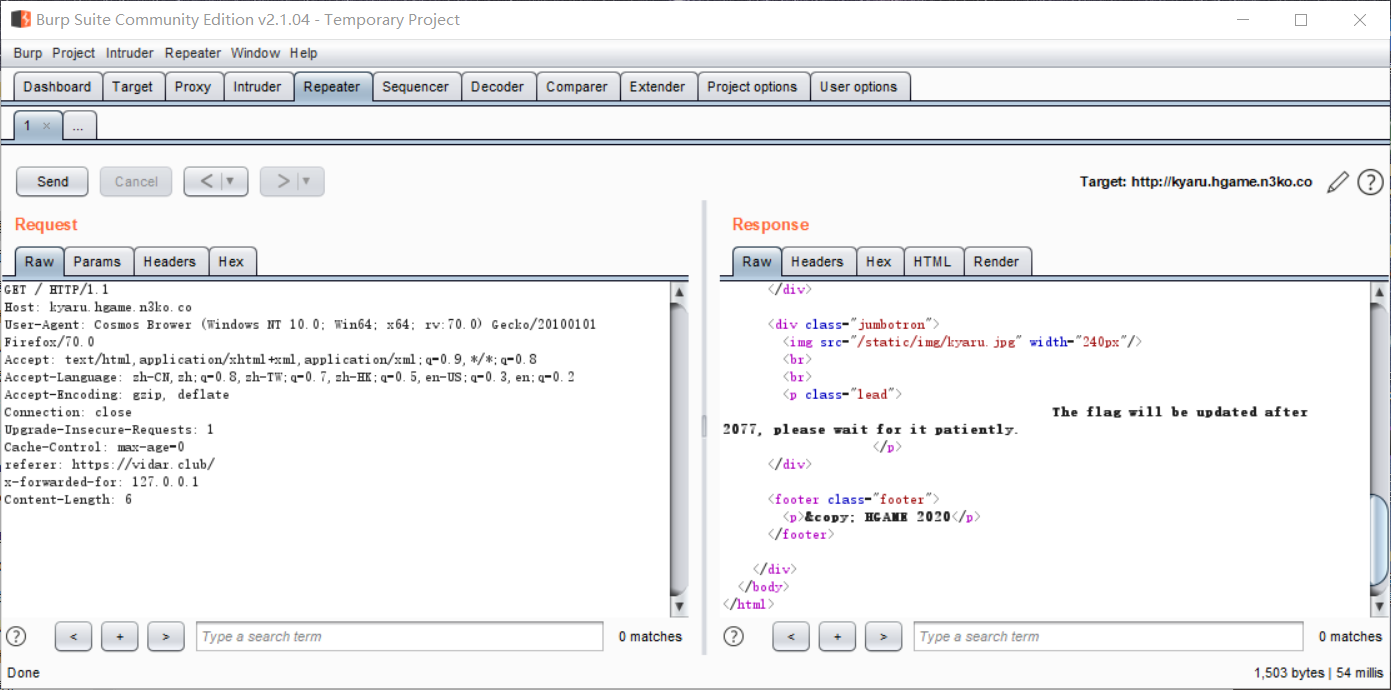 Burp Suite Community Edition v2.1.04 - Temporary Project
Burp Project Intruder Repeater Window Help
Dashboard Target Proxy Intruder Repeater Sequencer Decoder Comparer Extender Project options User options
1 × ...
Send Cancel < | ▼ > | ▼ Target: http://kyaru.hgame.n3ko.co ?
Request
Raw Params Headers Hex
GET / HTTP/1.1
Host: kyaru.hgame.n3ko.co
User-Agent: Cosmos Brower (Windows NT 10.0; Win64; x64; rv:70.0) Gecko/20100101
Firefox/70.0
Accept: text/html,application/xhtml+xml,application/xml;q=0.9,*/*;q=0.8
Accept-Language: zh-CN,zh;q=0.8,zh-TW;q=0.7,zh-HK;q=0.5,en-US;q=0.3,en;q=0.2
Accept-Encoding: gzip, deflate
Connection: close
Upgrade-Insecure-Requests: 1
Cache-Control: max-age=0
referer: https://vidar.club/
x-forwarded-for: 127.0.0.1
Content-Length: 6
? < + > Type a search term 0 matches
Response
Raw Headers Hex HTML Render
</div>
<div class="jumbotron">
<img src="/static/img/kyaru.jpg" width="240px"/>
<br>
<br>
<p class="lead">
The flag will be updated after
2077, please wait for it patiently.
</p>
</div>
<footer class="footer">
<p>&copy; HGAME 2020</p>
</footer>
</div>
</body>
</html>
? < + > Type a search term 0 matches
Done 1,503 bytes | 54 millis